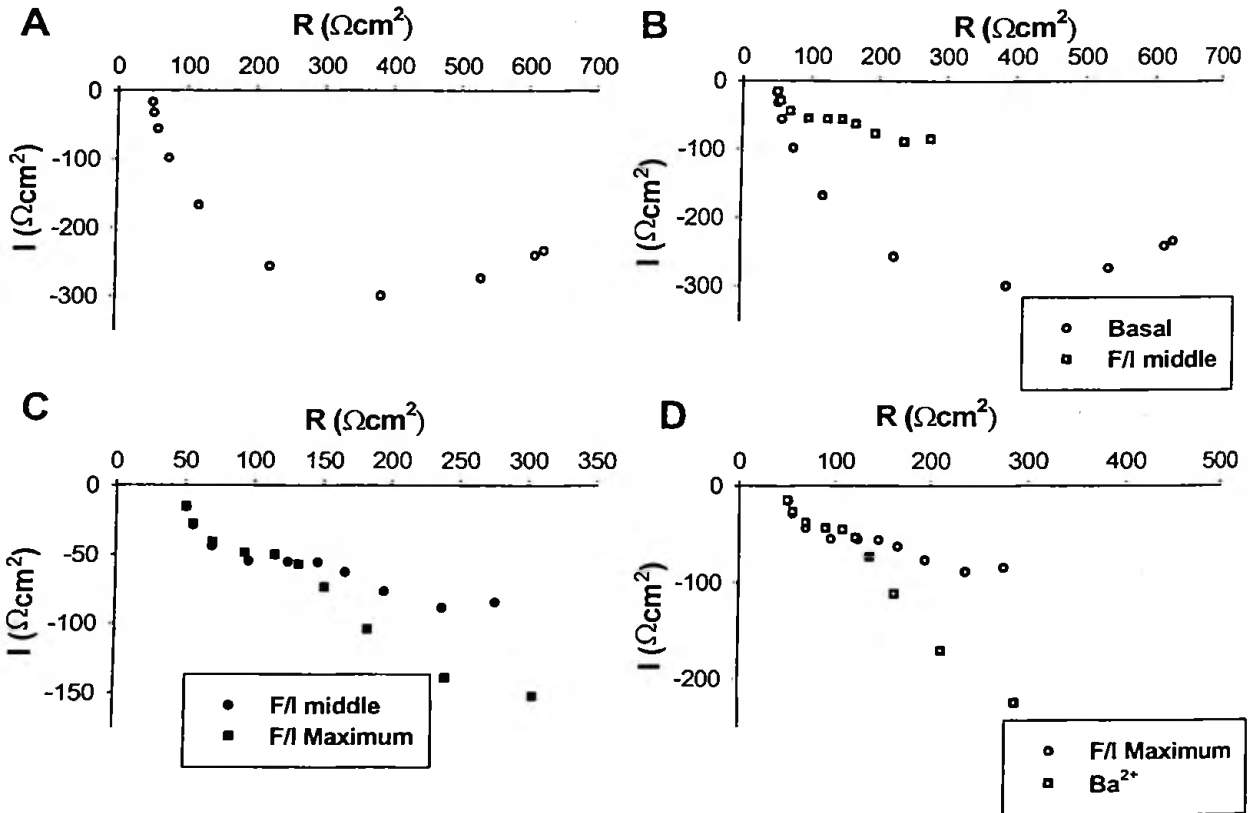 A
R (Ωcm²)
0 100 200 300 400 500 600 700
0
-100
-200
-300
I (Ωcm²)
B
R (Ωcm²)
0 100 200 300 400 500 600 700
0
-100
-200
-300
I (Ωcm²)
Basal
F/I middle
C
R (Ωcm²)
0 50 100 150 200 250 300 350
0
-50
-100
-150
I (Ωcm²)
F/I middle
F/I Maximum
D
R (Ωcm²)
0 100 200 300 400 500
0
-100
-200
I (Ωcm²)
F/I Maximum
Ba²⁺